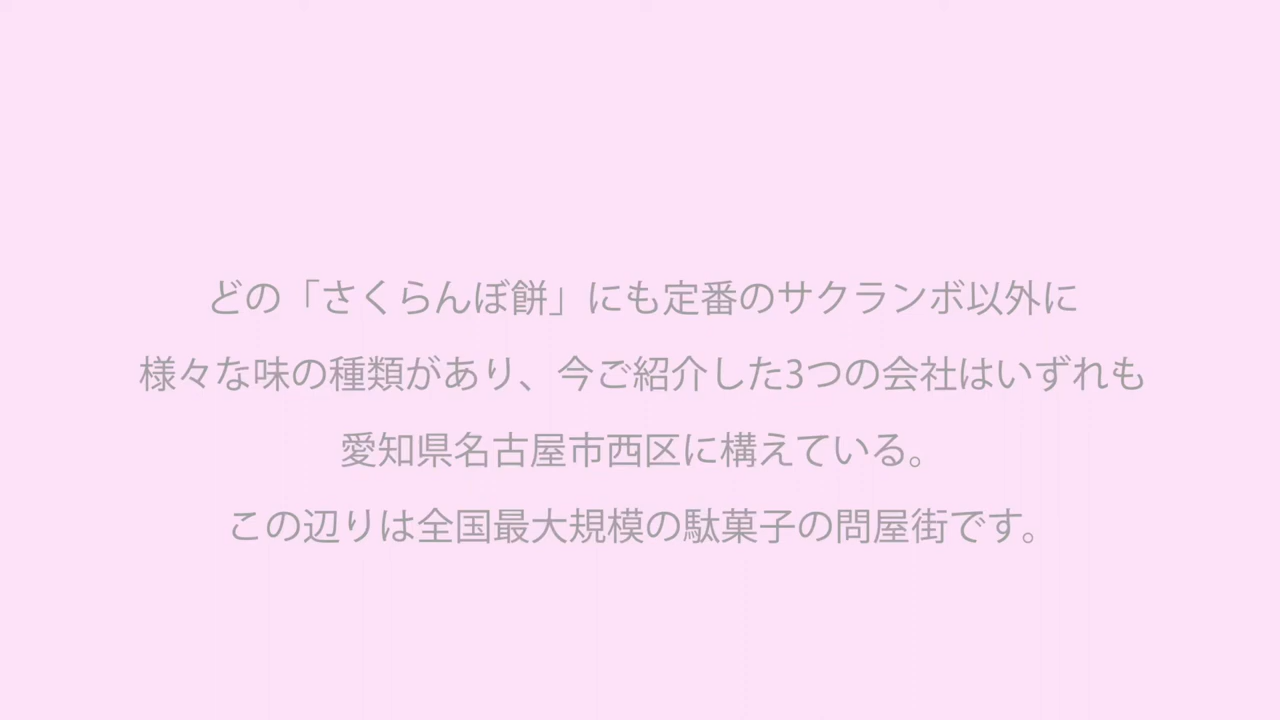 どの「さくらんぼ餅」にも定番のサクランボ以外に
様々な味の種類があり、今ご紹介した3つの会社はいずれも
愛知県名古屋市西区に構えている。
この辺りは全国最大規模の駄菓子の問屋街です。